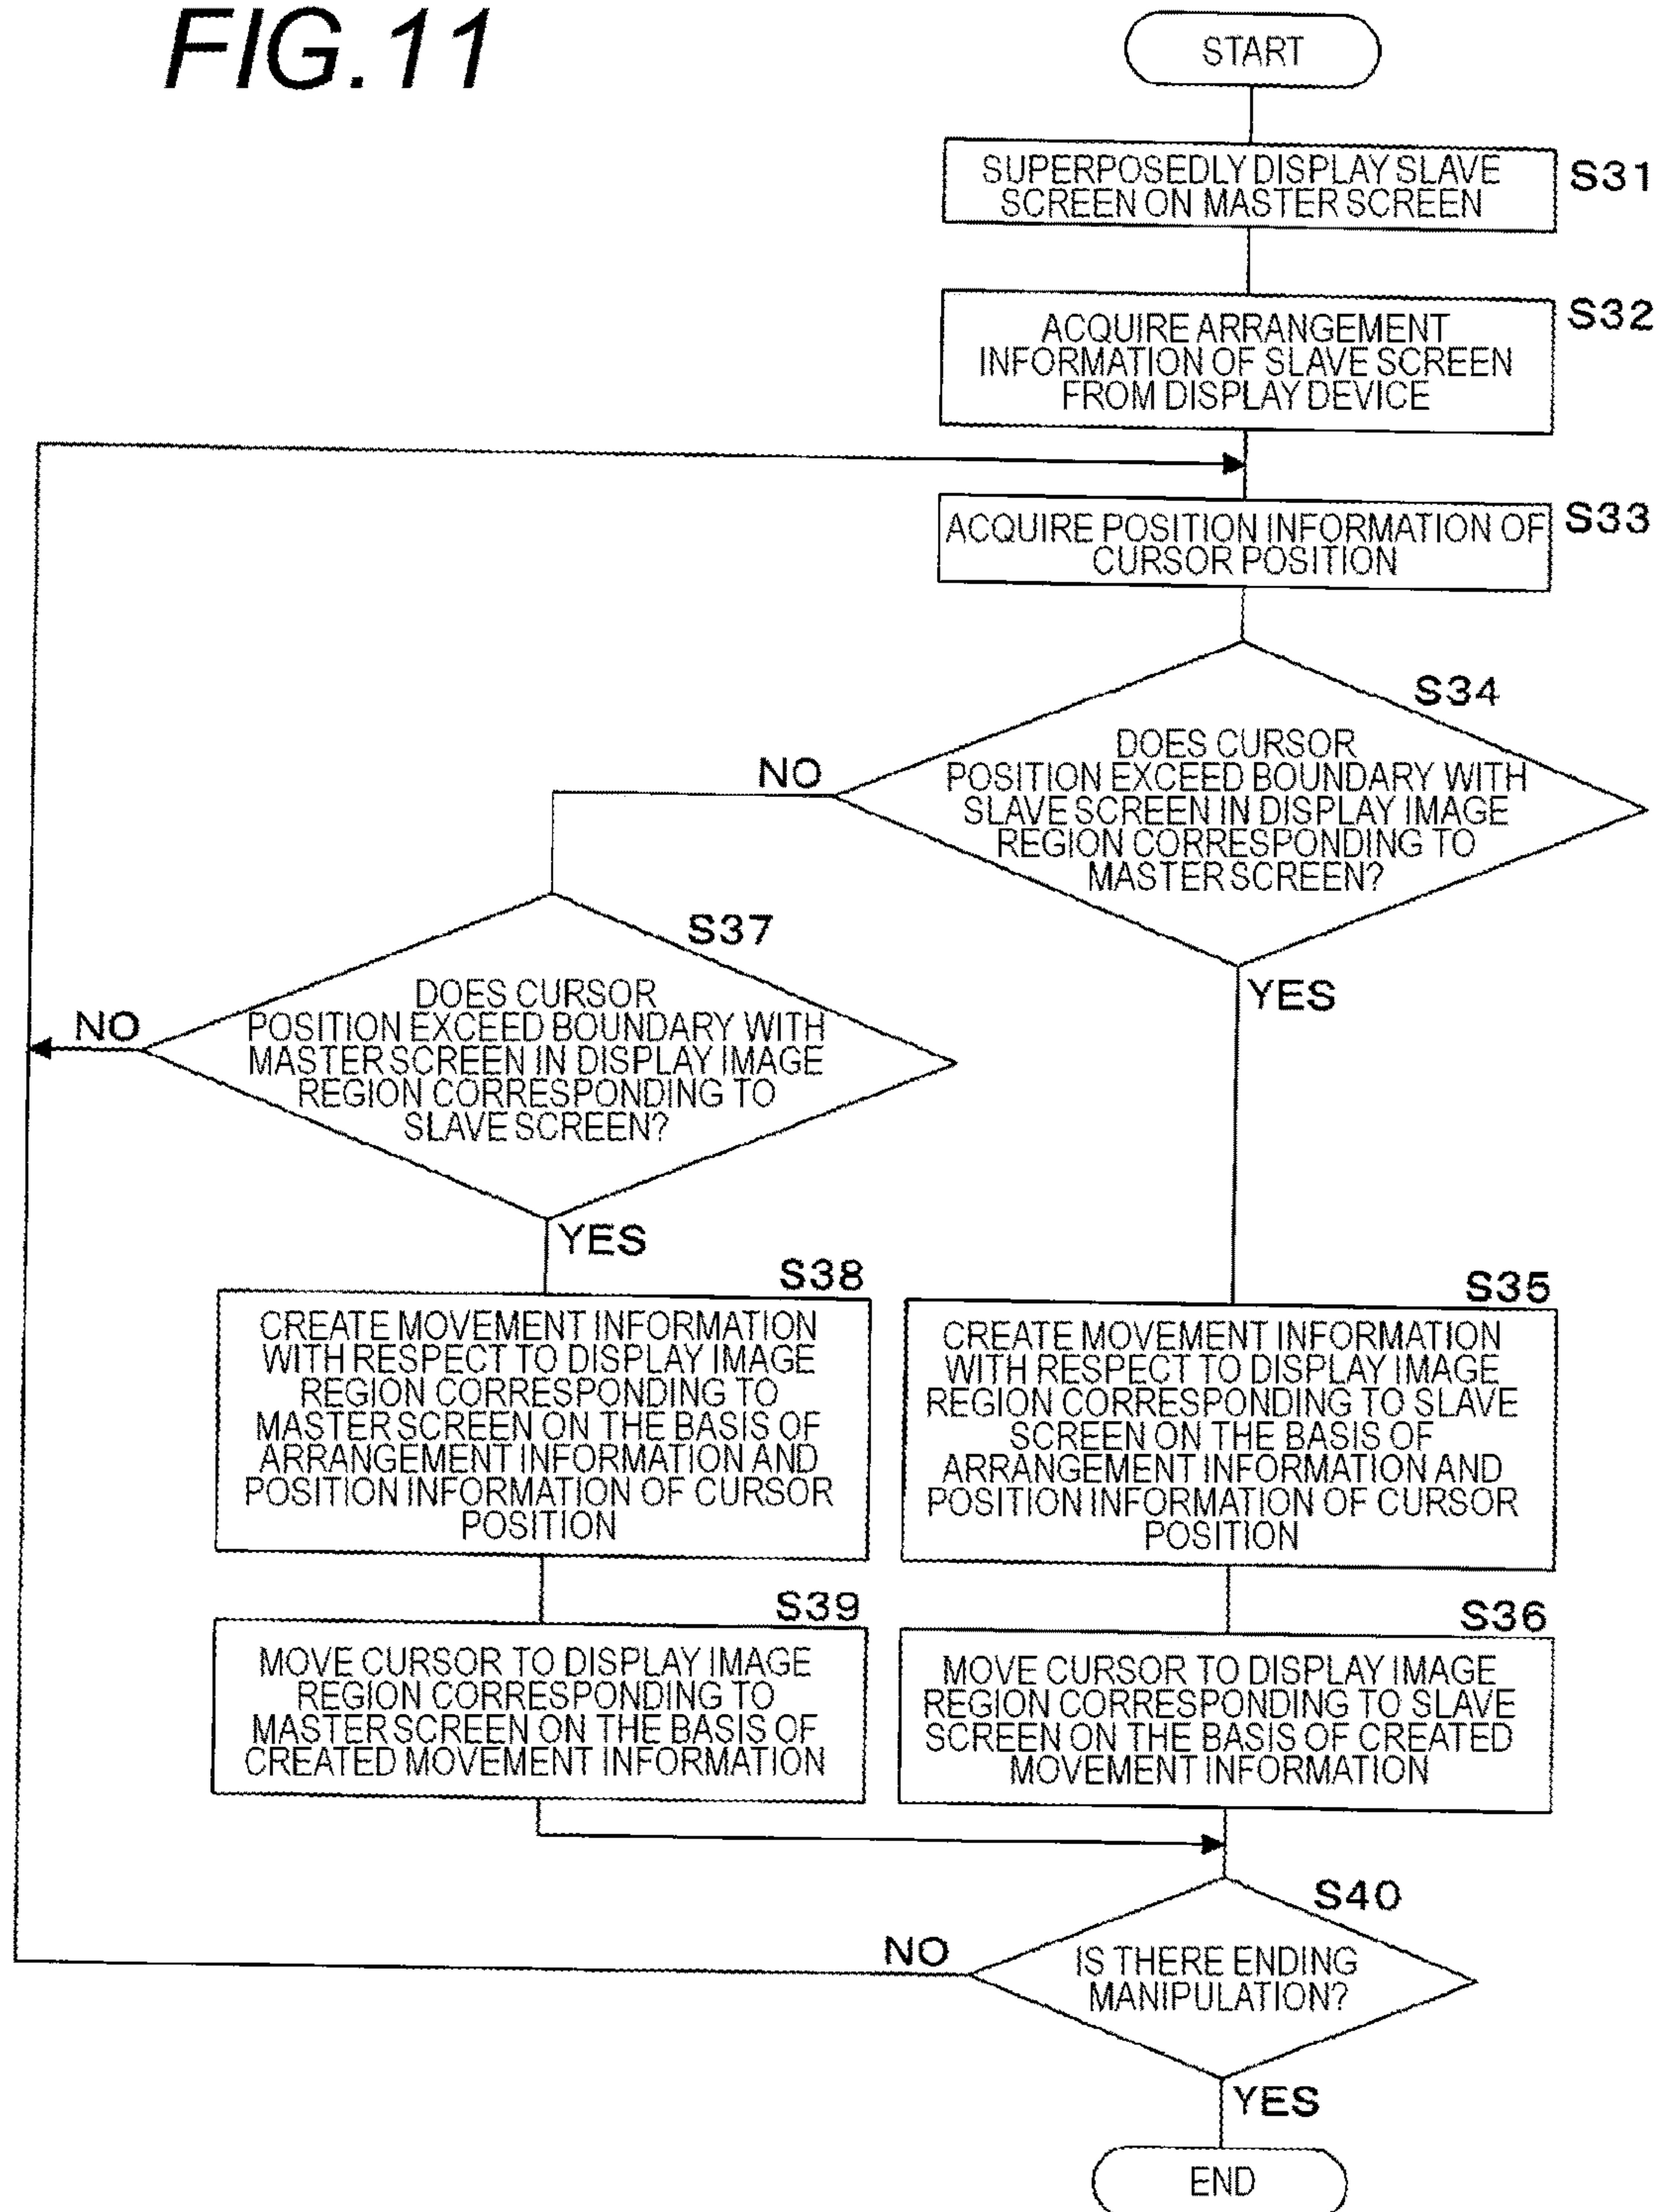 FIG.11
START
SUPERPOSEDLY DISPLAY SLAVE
SCREEN ON MASTER SCREEN
S31
ACQUIRE ARRANGEMENT
INFORMATION OF SLAVE SCREEN
FROM DISPLAY DEVICE
S32
ACQUIRE POSITION INFORMATION OF
CURSOR POSITION
S33
S34
DOES CURSOR
POSITION EXCEED BOUNDARY WITH
SLAVE SCREEN IN DISPLAY IMAGE
REGION CORRESPONDING TO
MASTER SCREEN?
NO
YES
S37
DOES CURSOR
POSITION EXCEED BOUNDARY WITH
MASTER SCREEN IN DISPLAY IMAGE
REGION CORRESPONDING TO
SLAVE SCREEN?
NO
YES
S38
CREATE MOVEMENT INFORMATION
WITH RESPECT TO DISPLAY IMAGE
REGION CORRESPONDING TO
MASTER SCREEN ON THE BASIS OF
ARRANGEMENT INFORMATION AND
POSITION INFORMATION OF CURSOR
POSITION
S35
CREATE MOVEMENT INFORMATION
WITH RESPECT TO DISPLAY IMAGE
REGION CORRESPONDING TO SLAVE
SCREEN ON THE BASIS OF
ARRANGEMENT INFORMATION AND
POSITION INFORMATION OF CURSOR
POSITION
S39
MOVE CURSOR TO DISPLAY IMAGE
REGION CORRESPONDING TO
MASTER SCREEN ON THE BASIS OF
CREATED MOVEMENT INFORMATION
S36
MOVE CURSOR TO DISPLAY IMAGE
REGION CORRESPONDING TO SLAVE
SCREEN ON THE BASIS OF CREATED
MOVEMENT INFORMATION
S40
IS THERE ENDING
MANIPULATION?
NO
YES
END